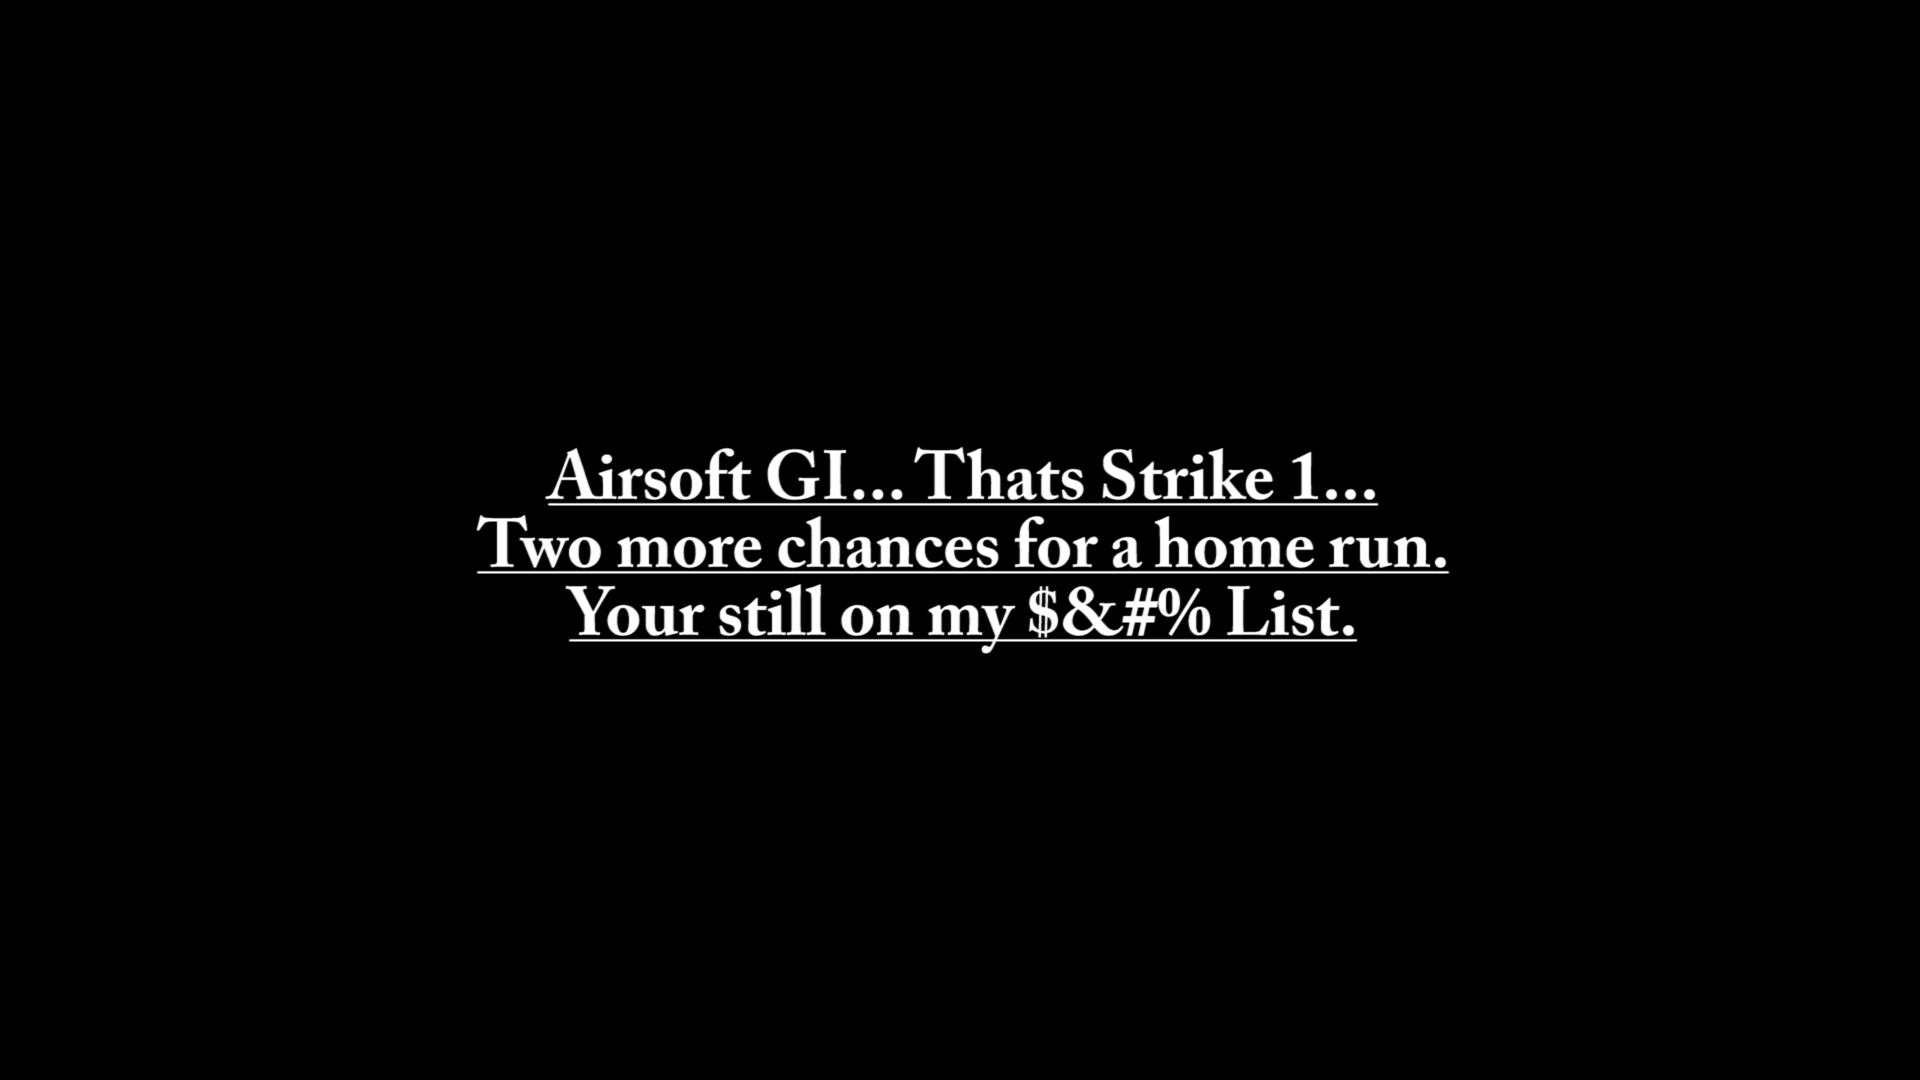 Airsoft GI... Thats Strike 1...
Two more chances for a home run.
Your still on my $&#% List.